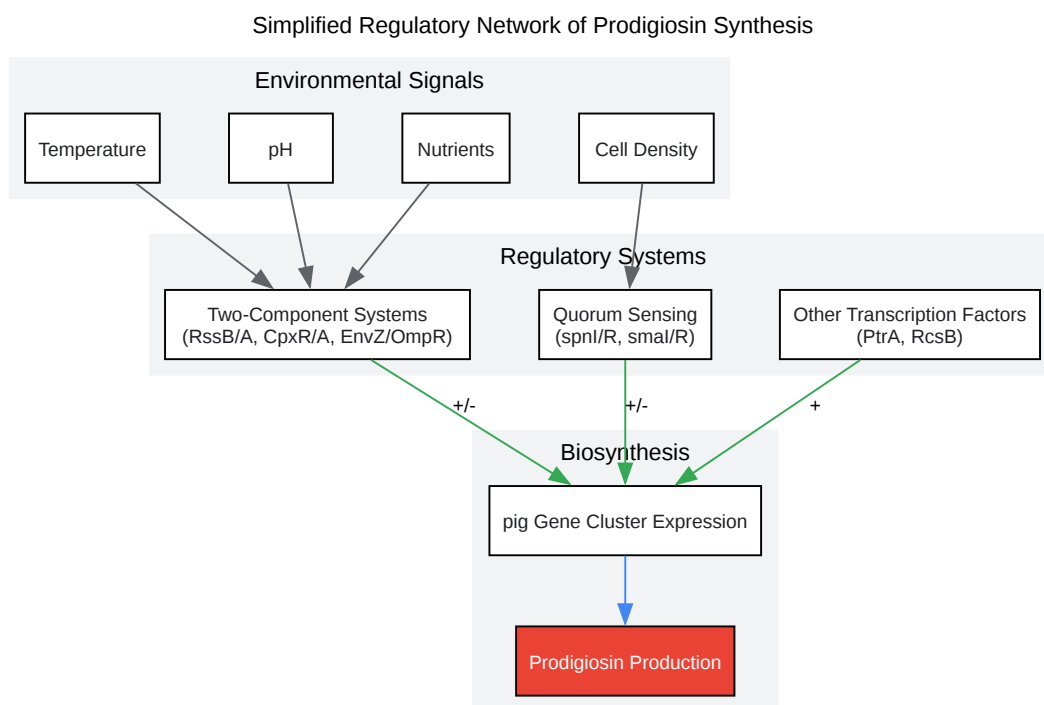 Simplified Regulatory Network of Prodigiosin Synthesis
Environmental Signals
Temperature
pH
Nutrients
Cell Density
Regulatory Systems
Two-Component Systems
(RssB/A, CpxR/A, EnvZ/OmpR)
Quorum Sensing
(spnI/R, smaI/R)
Other Transcription Factors
(PtrA, RcsB)
+/-
+/-
+
Biosynthesis
pig Gene Cluster Expression
Prodigiosin Production